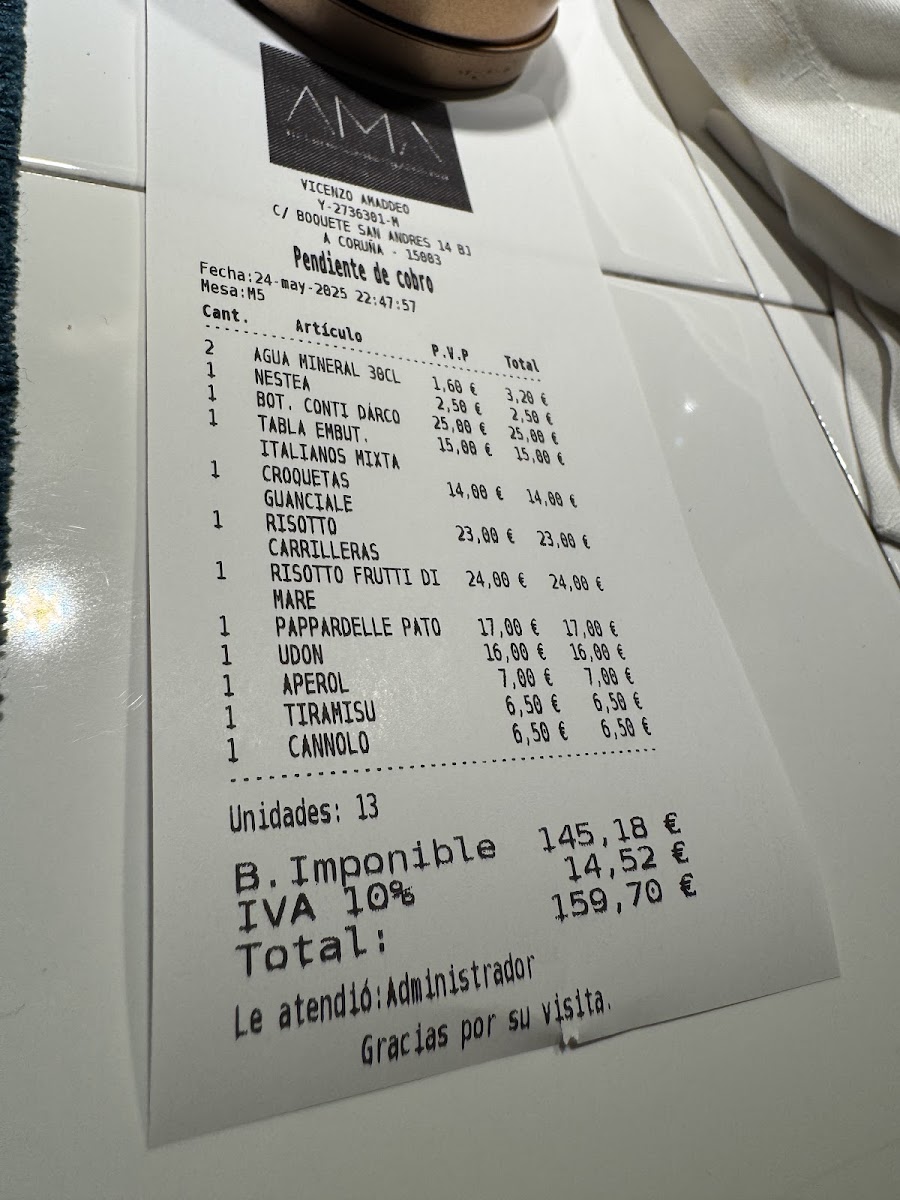 AMA
VICENZO AMADDEO
Y-2736381-M
C/ BOQUETE SAN ANDRES 14 BJ
A CORUÑA - 15003
Pendiente de cobro
Fecha:24-may-2025 22:47:57
Mesa:M5
Cant. Artículo P.V.P Total
2 AGUA MINERAL 30CL 1,60 € 3,20 €
1 NESTEA 2,50 € 2,50 €
1 BOT. CONTI DARCO 25,00 € 25,00 €
1 TABLA EMBUT. 15,00 € 15,00 €
ITALIANOS MIXTA
1 CROQUETAS 14,00 € 14,00 €
GUANCIALE
1 RISOTTO 23,00 € 23,00 €
CARRILLERAS
1 RISOTTO FRUTTI DI 24,00 € 24,00 €
MARE
1 PAPPARDELLE PATO 17,00 € 17,00 €
1 UDON 16,00 € 16,00 €
1 APEROL 7,00 € 7,00 €
1 TIRAMISU 6,50 € 6,50 €
1 CANNOLO 6,50 € 6,50 €
Unidades: 13
B.Imponible 145,18 €
IVA 10% 14,52 €
Total: 159,70 €
Le atendió:Administrador
Gracias por su visita.